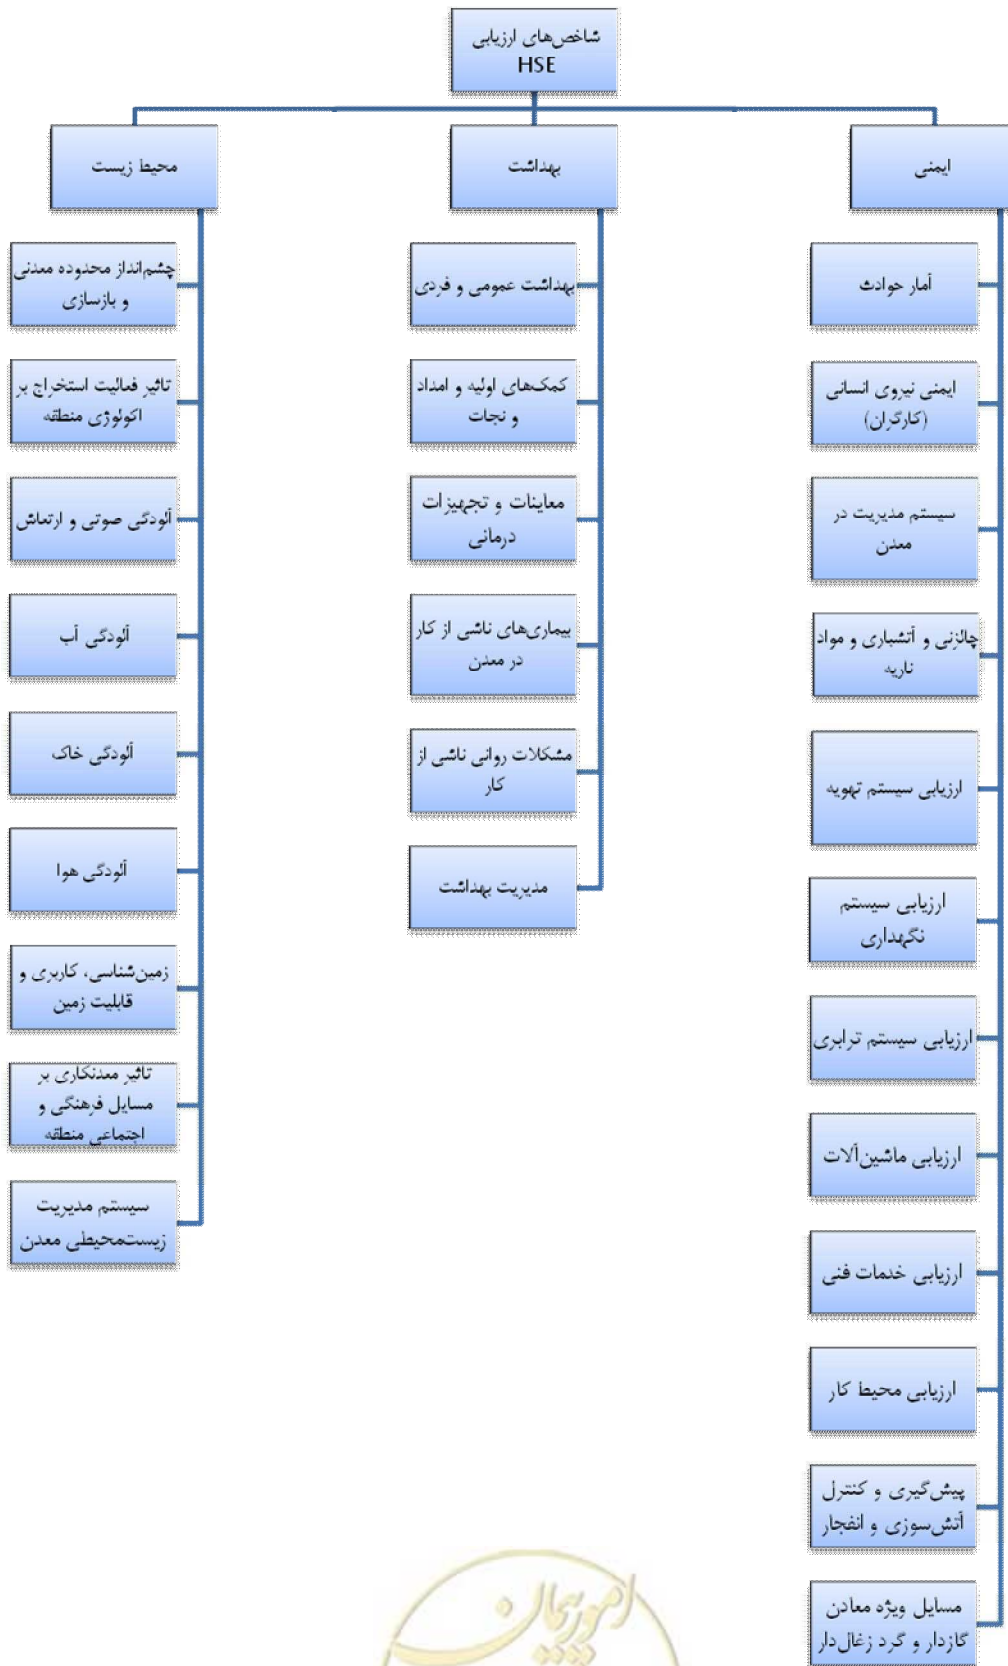 شاخص‌های ارزیابی
HSE
ایمنی
بهداشت
محیط زیست
آمار حوادث
ایمنی نیروی انسانی
(کارگران)
سیستم مدیریت در
معدن
چالزنی و آتشباری و مواد
ناریه
ارزیابی سیستم تهویه
ارزیابی سیستم
نگهداری
ارزیابی سیستم ترابری
ارزیابی ماشین‌آلات
ارزیابی خدمات فنی
ارزیابی محیط کار
پیش‌گیری و کنترل
آتش‌سوزی و انفجار
مسایل ویژه معادن
گازدار و گرد زغال‌دار
بهداشت عمومی و فردی
کمک‌های اولیه و امداد
و نجات
معاینات و تجهیزات
درمانی
بیماری‌های ناشی از کار
در معدن
مشکلات روانی ناشی از
کار
مدیریت بهداشت
چشم‌انداز محدوده معدنی
و بازسازی
تاثیر فعالیت استخراج بر
اکولوژی منطقه
آلودگی صوتی و ارتعاش
آلودگی آب
آلودگی خاک
آلودگی هوا
زمین‌شناسی، کاربری و
قابلیت زمین
تاثیر معدنکاری بر
مسایل فرهنگی و
اجتماعی منطقه
سیستم مدیریت
زیست‌محیطی معدن
امور پیمان